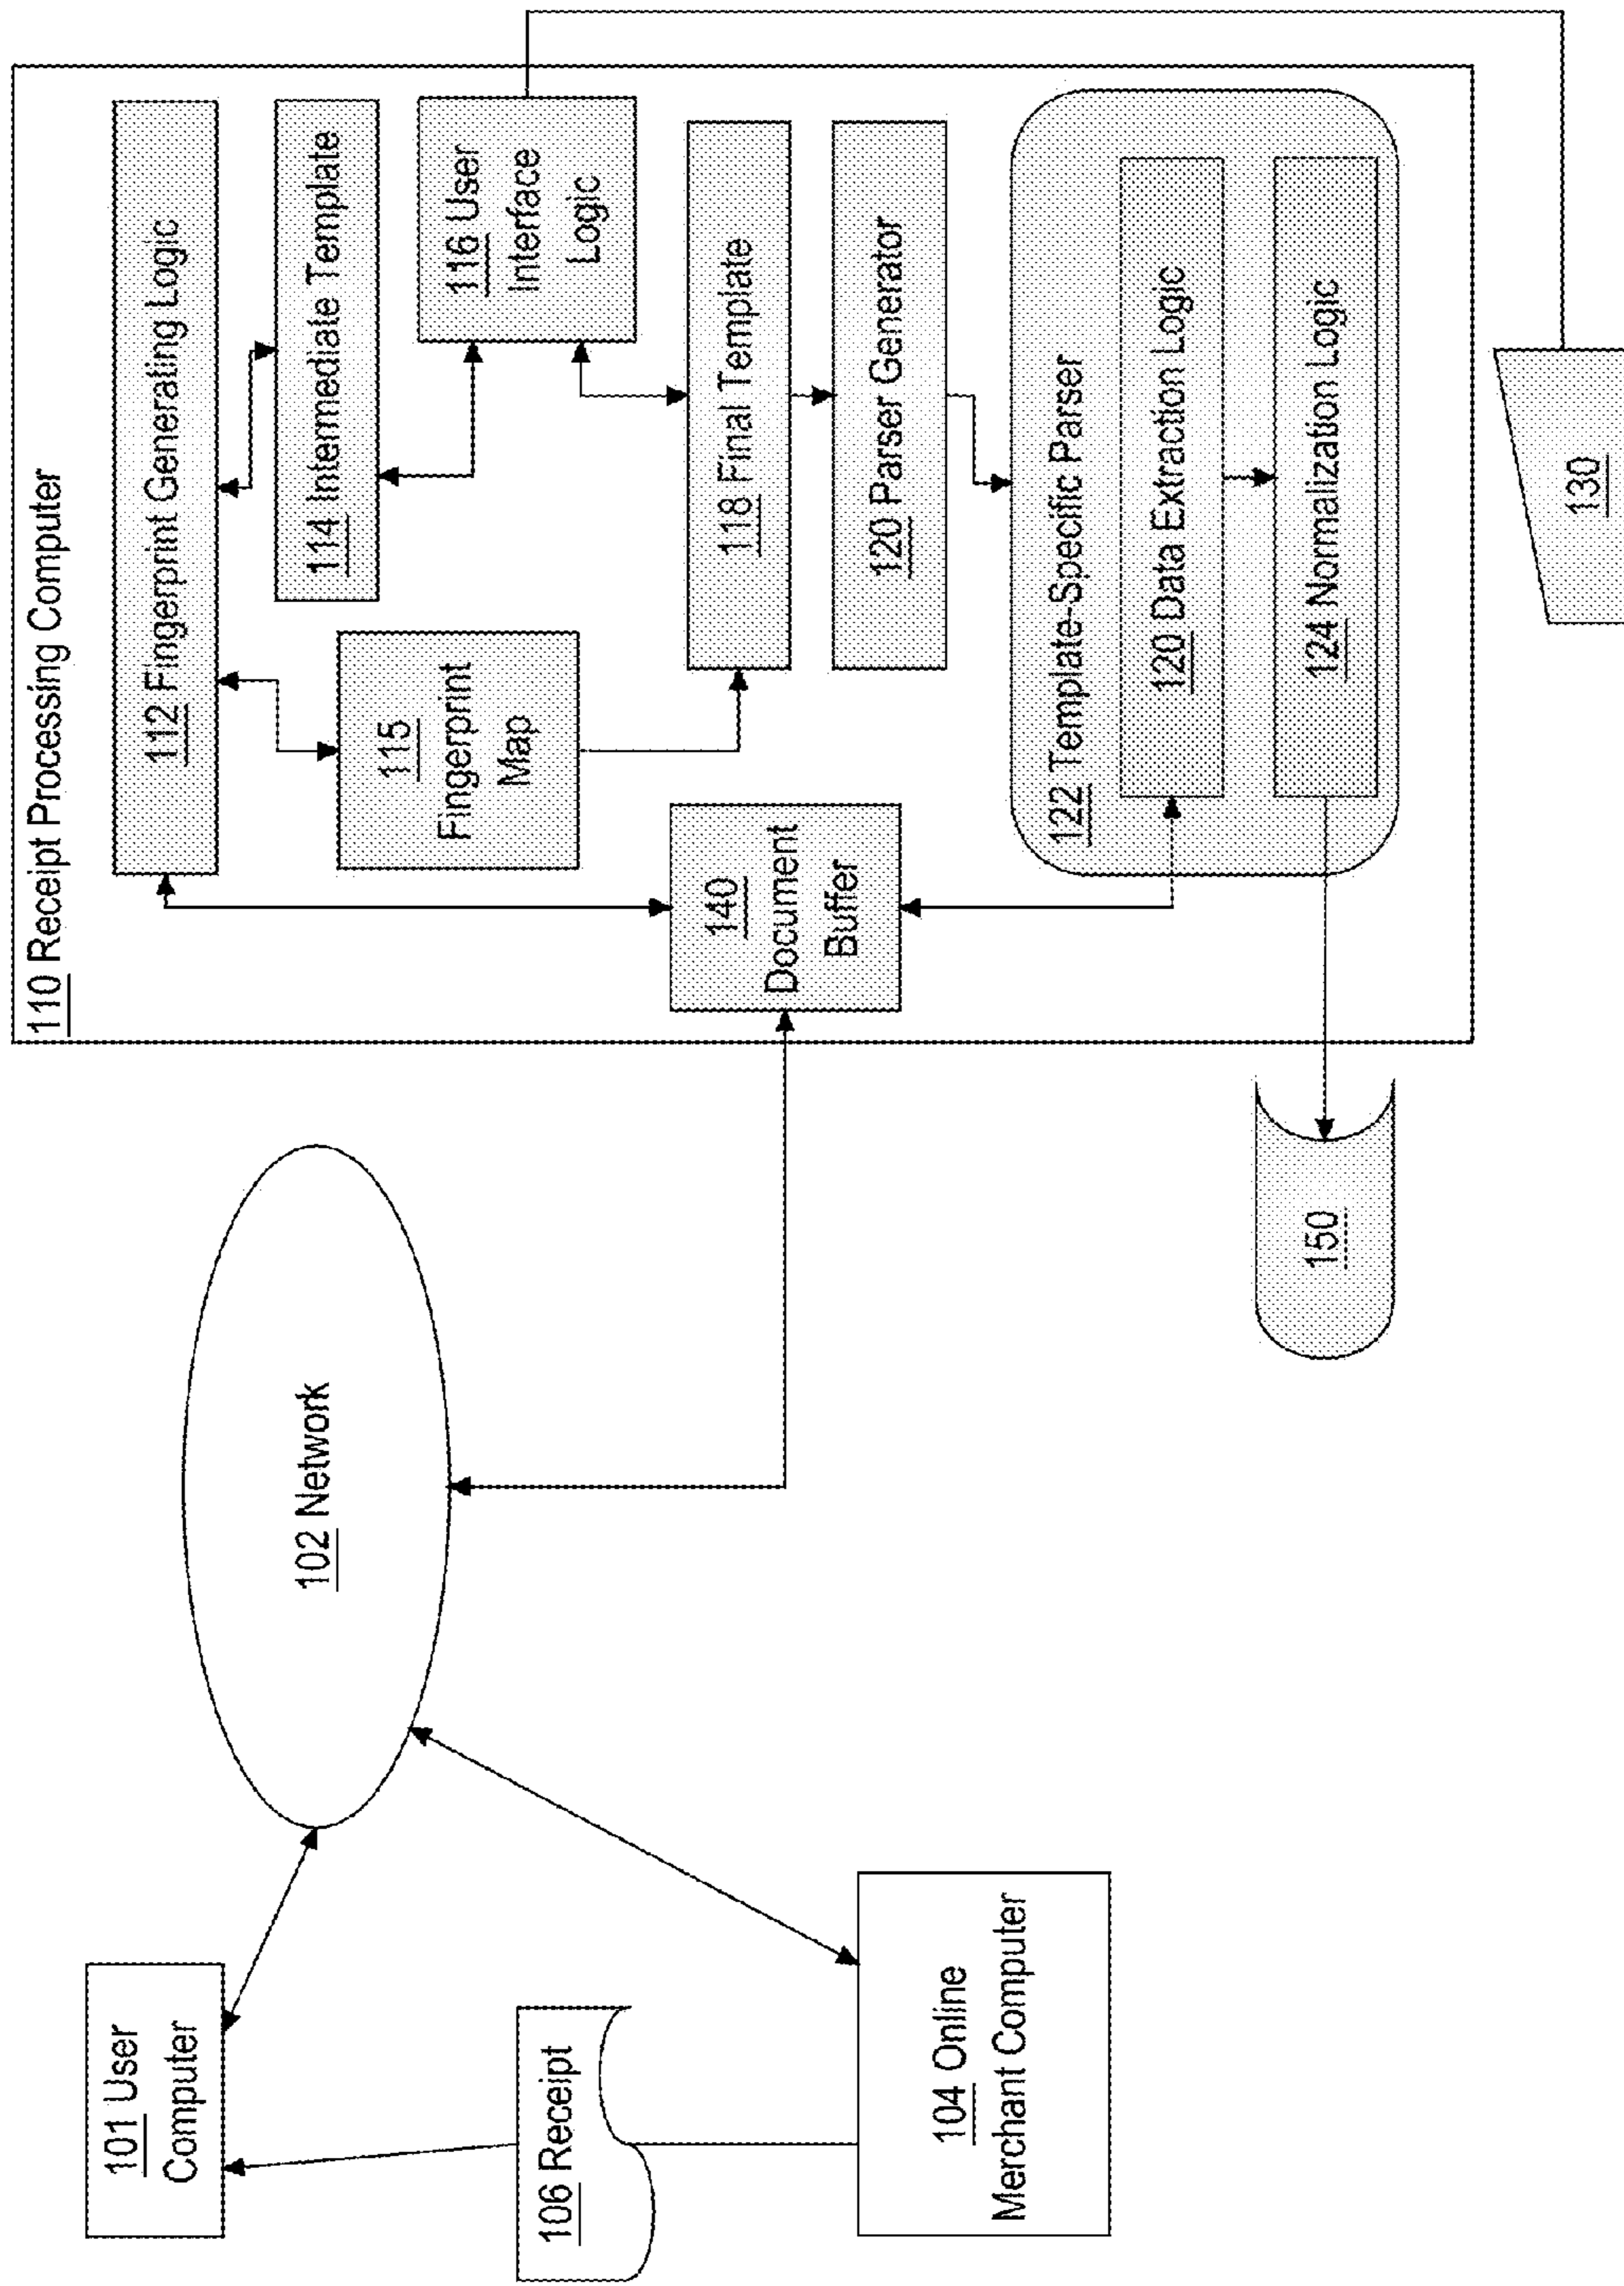 101 User
Computer
106 Receipt
104 Online
Merchant Computer
102 Network
110 Receipt Processing Computer
112 Fingerprint Generating Logic
115
Fingerprint
Map
114 Intermediate Template
116 User
Interface
Logic
140
Document
Buffer
118 Final Template
120 Parser Generator
122 Template-Specific Parser
120 Data Extraction Logic
124 Normalization Logic
150
130